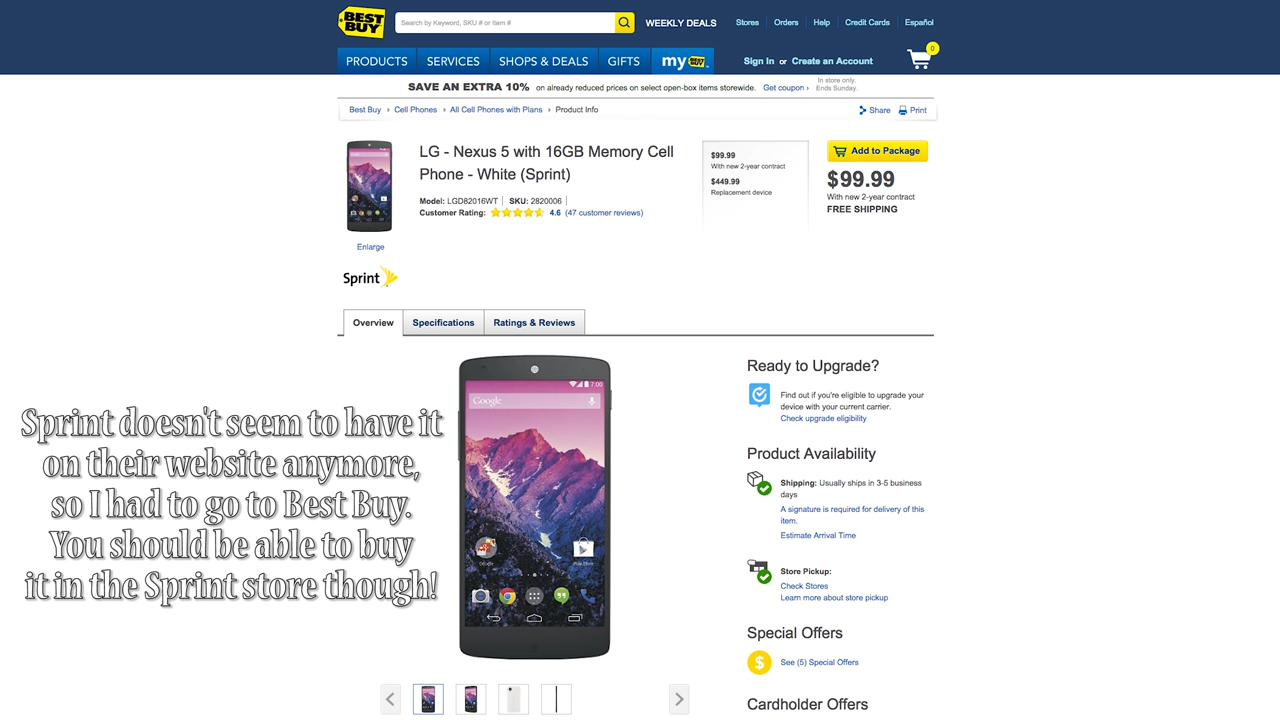 BEST BUY
Search by Keyword, SKU # or Item #
WEEKLY DEALS
Stores
Orders
Help
Credit Cards
Español
PRODUCTS
SERVICES
SHOPS & DEALS
GIFTS
my BEST BUY
Sign In or Create an Account
0
SAVE AN EXTRA 10% on already reduced prices on select open-box items storewide. Get coupon ›
In store only.
Ends Sunday.
Best Buy › Cell Phones › All Cell Phones with Plans › Product Info
Share
Print
LG - Nexus 5 with 16GB Memory Cell
Phone - White (Sprint)
Model: LGD82016WT | SKU: 2820006 |
Customer Rating: 4.6 (47 customer reviews)
Enlarge
Sprint
$99.99
With new 2-year contract
$449.99
Replacement device
Add to Package
$99.99
With new 2-year contract
FREE SHIPPING
Overview
Specifications
Ratings & Reviews
7:00
Google
Google
Play Store
Sprint doesn't seem to have it
on their website anymore,
so I had to go to Best Buy.
You should be able to buy
it in the Sprint store though!
Ready to Upgrade?
Find out if you're eligible to upgrade your
device with your current carrier.
Check upgrade eligibility
Product Availability
Shipping: Usually ships in 3-5 business
days
A signature is required for delivery of this
item.
Estimate Arrival Time
Store Pickup:
Check Stores
Learn more about store pickup
Special Offers
$
See (5) Special Offers
Cardholder Offers